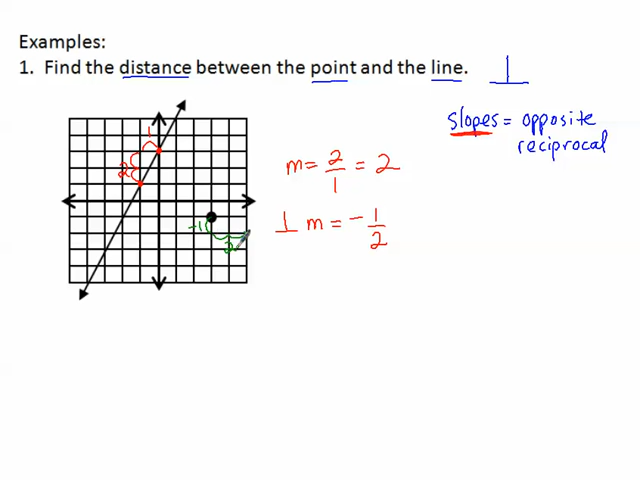 Examples:
1. Find the distance between the point and the line. ⊥
slopes = opposite
reciprocal
1
2
m = 2/1 = 2
⊥ m = -1/2
-1
2